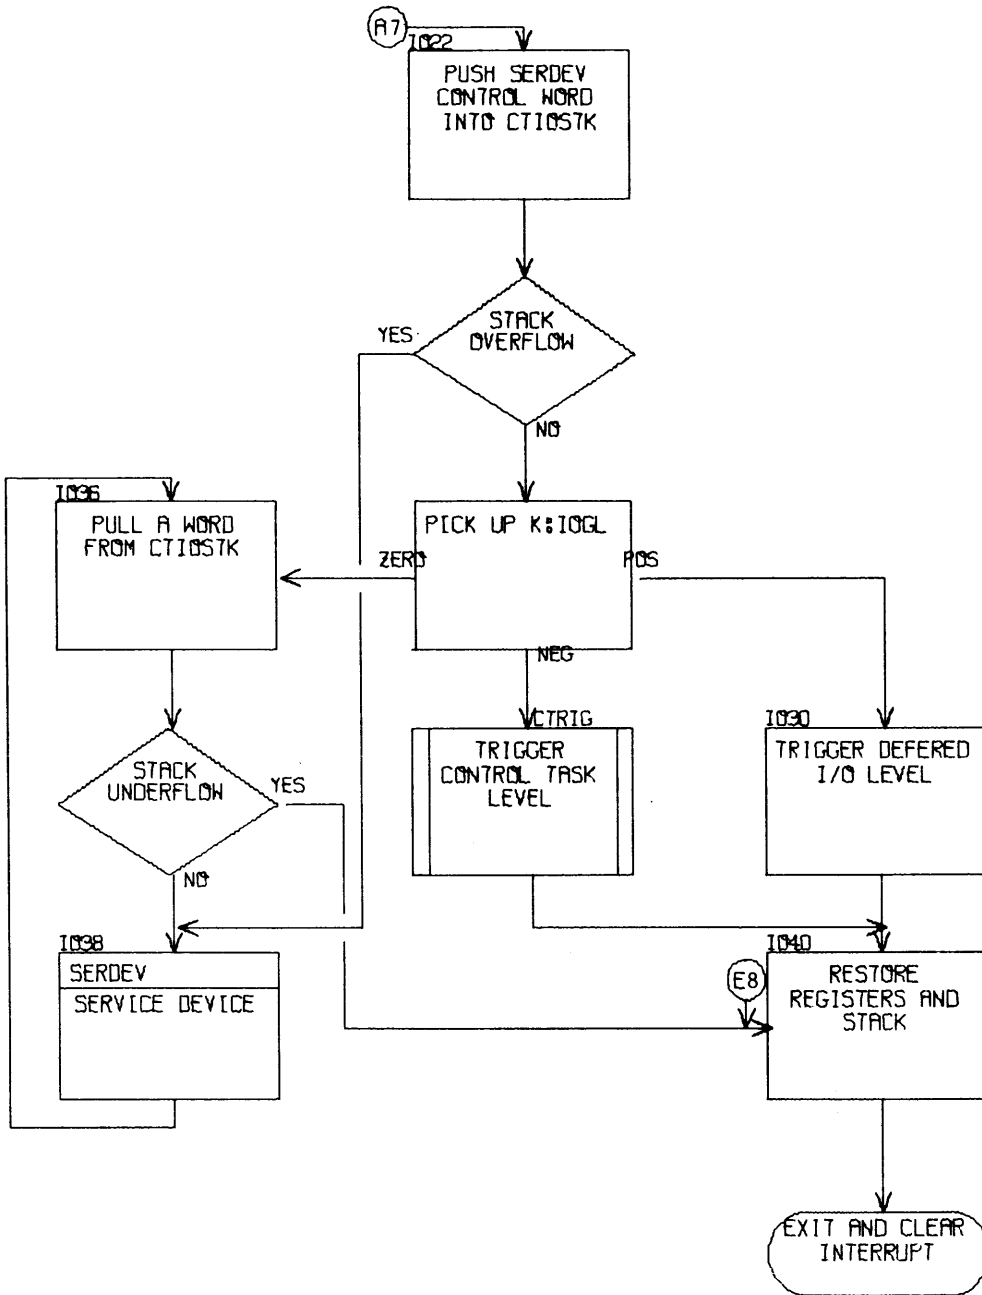 A7
IO22
PUSH SERDEV
CONTROL WORD
INTO CTIOSTK
STACK
OVERFLOW
YES
NO
IO36
PULL A WORD
FROM CTIOSTK
PICK UP K:IOGL
ZERO
POS
NEG
STACK
UNDERFLOW
YES
NO
CTRIG
TRIGGER
CONTROL TASK
LEVEL
IO30
TRIGGER DEFERED
I/O LEVEL
IO38
SERDEV
SERVICE DEVICE
E8
IO40
RESTORE
REGISTERS AND
STACK
EXIT AND CLEAR
INTERRUPT